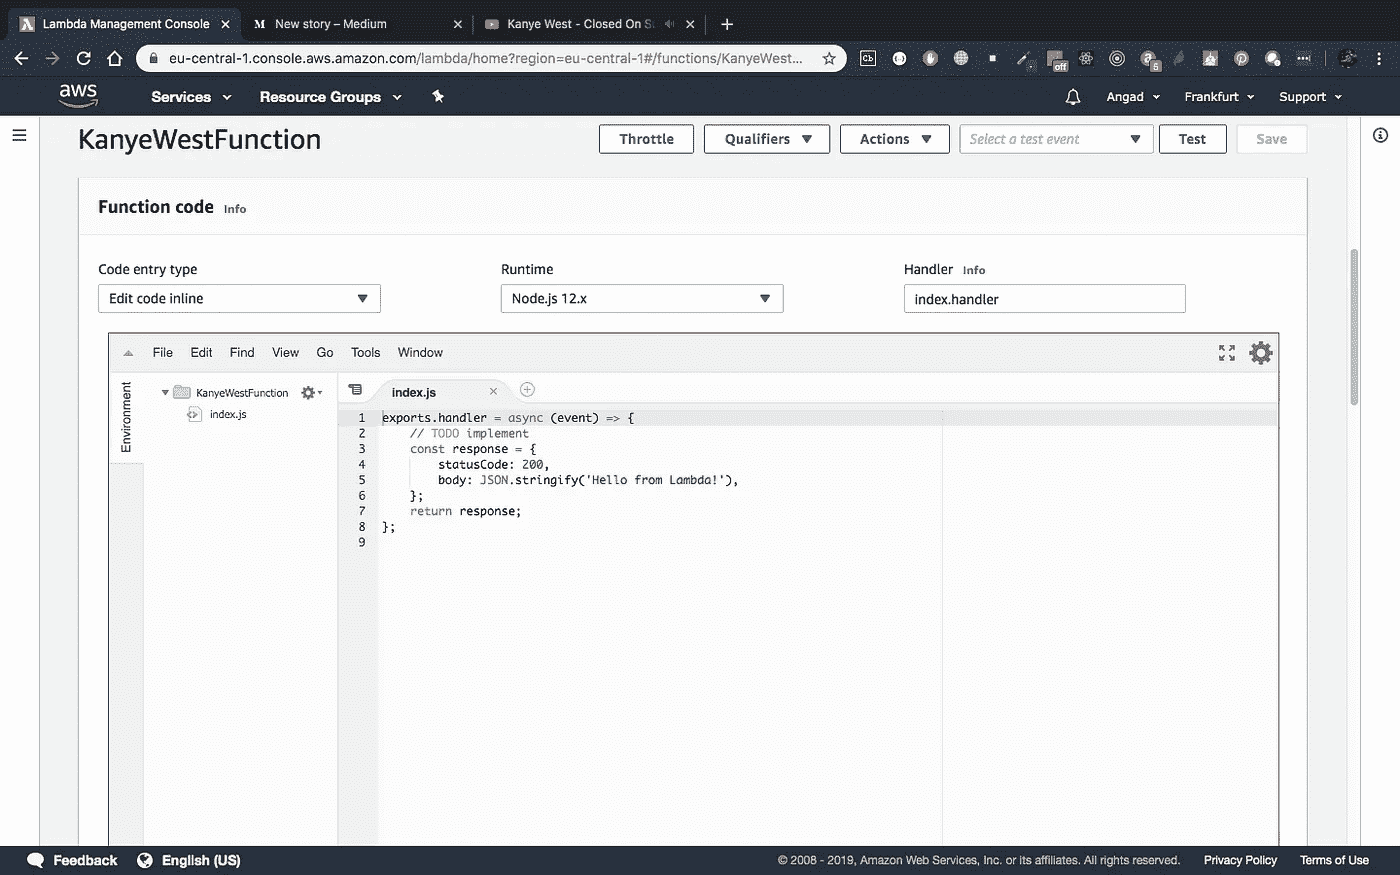 Lambda Management Console
New story – Medium
Kanye West - Closed On S
eu-central-1.console.aws.amazon.com/lambda/home?region=eu-central-1#/functions/KanyeWest...
Cb
off
6
aws
Services
Resource Groups
Angad
Frankfurt
Support
KanyeWestFunction
Throttle
Qualifiers
Actions
Select a test event
Test
Save
Function code Info
Code entry type
Runtime
Handler Info
Edit code inline
Node.js 12.x
index.handler
File Edit Find View Go Tools Window
Environment
KanyeWestFunction
index.js
index.js
1 exports.handler = async (event) => {
2     // TODO implement
3     const response = {
4         statusCode: 200,
5         body: JSON.stringify('Hello from Lambda!'),
6     };
7     return response;
8 };
9
Feedback
English (US)
© 2008 - 2019, Amazon Web Services, Inc. or its affiliates. All rights reserved.
Privacy Policy
Terms of Use